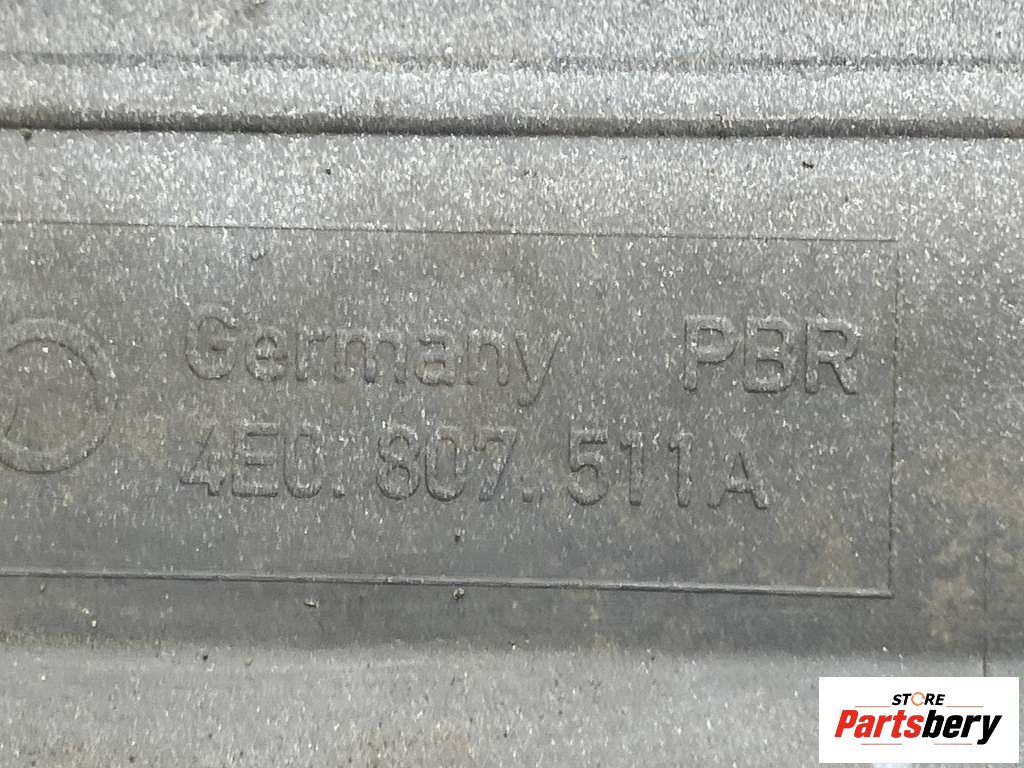 Germany PBR
4E0. 807. 511A
STORE
Partsbery